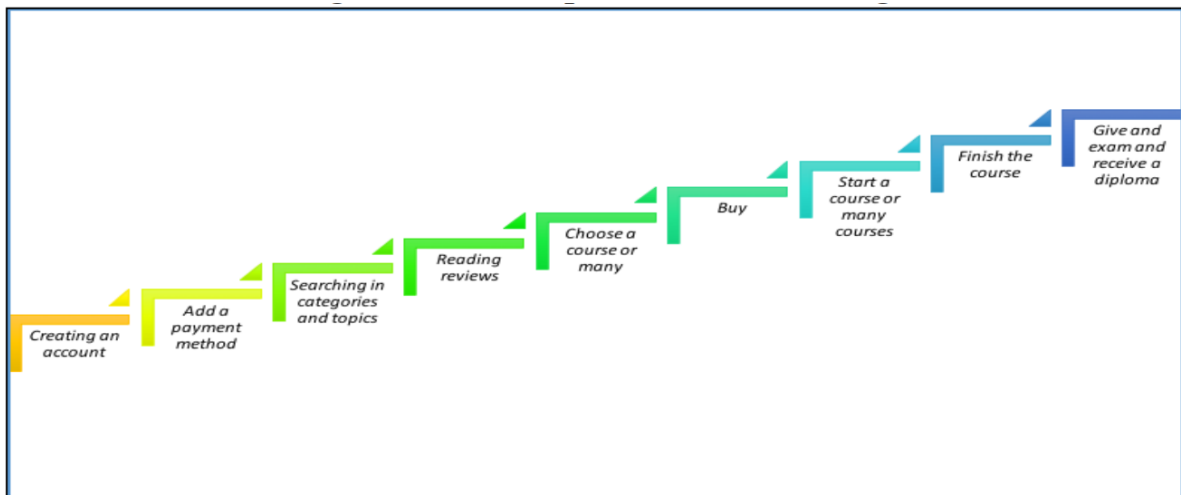 Creating an
account
Add a
payment
method
Searching in
categories
and topics
Reading
reviews
Choose a
course or
many
Buy
Start a
course or
many
courses
Finish the
course
Give and
exam and
receive a
diploma